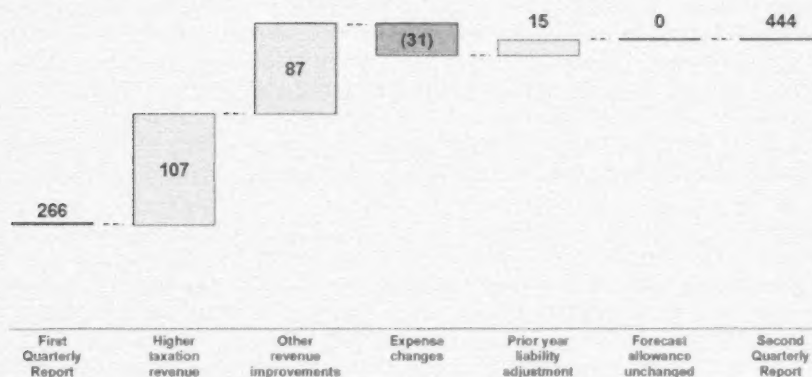 15 0 444
(31)
87
107
266
First
Quarterly
Report
Higher
taxation
revenue
Other
revenue
improvements
Expense
changes
Prior year
liability
adjustment
Forecast
allowance
unchanged
Second
Quarterly
Report